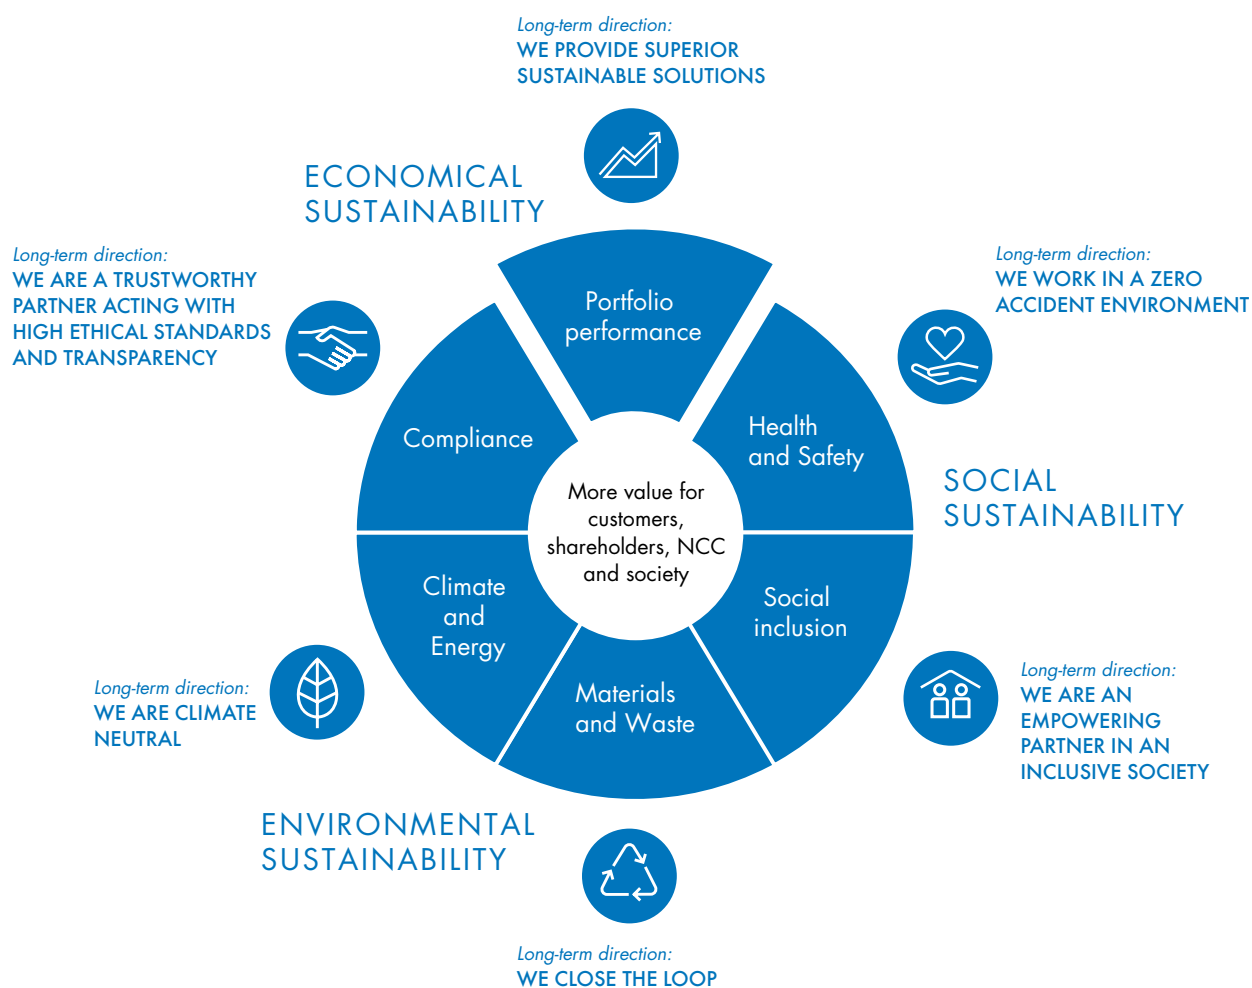 Long-term direction:
WE PROVIDE SUPERIOR
SUSTAINABLE SOLUTIONS
ECONOMICAL
SUSTAINABILITY
Long-term direction:
WE ARE A TRUSTWORTHY
PARTNER ACTING WITH
HIGH ETHICAL STANDARDS
AND TRANSPARENCY
Long-term direction:
WE WORK IN A ZERO
ACCIDENT ENVIRONMENT
Portfolio
performance
Compliance
Health
and Safety
More value for
customers,
shareholders, NCC
and society
SOCIAL
SUSTAINABILITY
Climate
and
Energy
Social
inclusion
Materials
and Waste
Long-term direction:
WE ARE CLIMATE
NEUTRAL
Long-term direction:
WE ARE AN
EMPOWERING
PARTNER IN AN
INCLUSIVE SOCIETY
ENVIRONMENTAL
SUSTAINABILITY
Long-term direction:
WE CLOSE THE LOOP